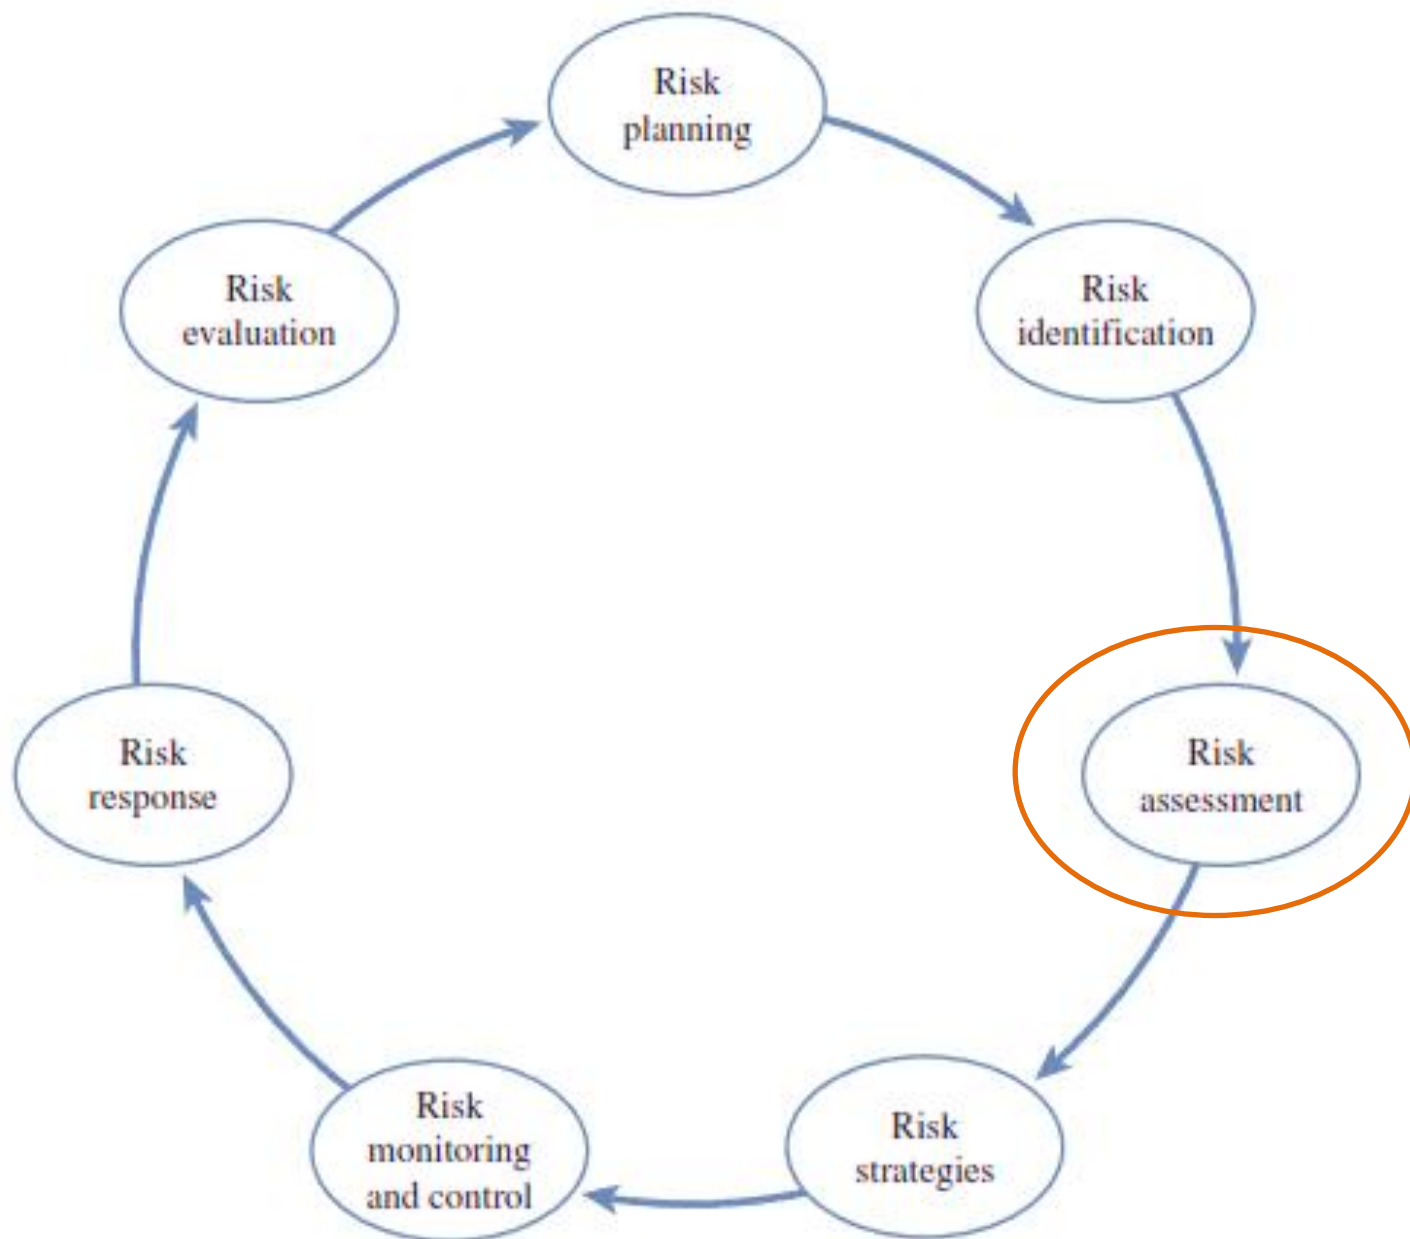 Risk
planning
Risk
identification
Risk
assessment
Risk
strategies
Risk
monitoring
and control
Risk
response
Risk
evaluation